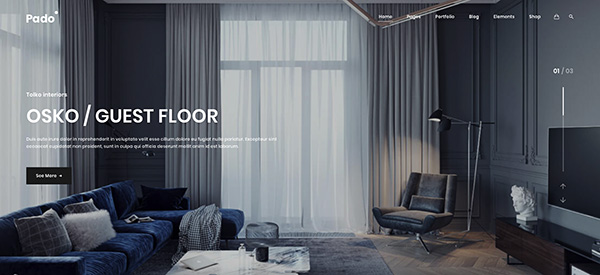 Pado
Home Pages Portfolio Blog Elements Shop
01 / 03
Tolko interiors
OSKO / GUEST FLOOR
Duis aute irure dolor in reprehenderit in voluptate velit esse cillum dolore eu fugiat nulla pariatur. Excepteur sint
occaecat cupidatat non proident, sunt in culpa qui officia deserunt mollit anim id est laborum.
See More